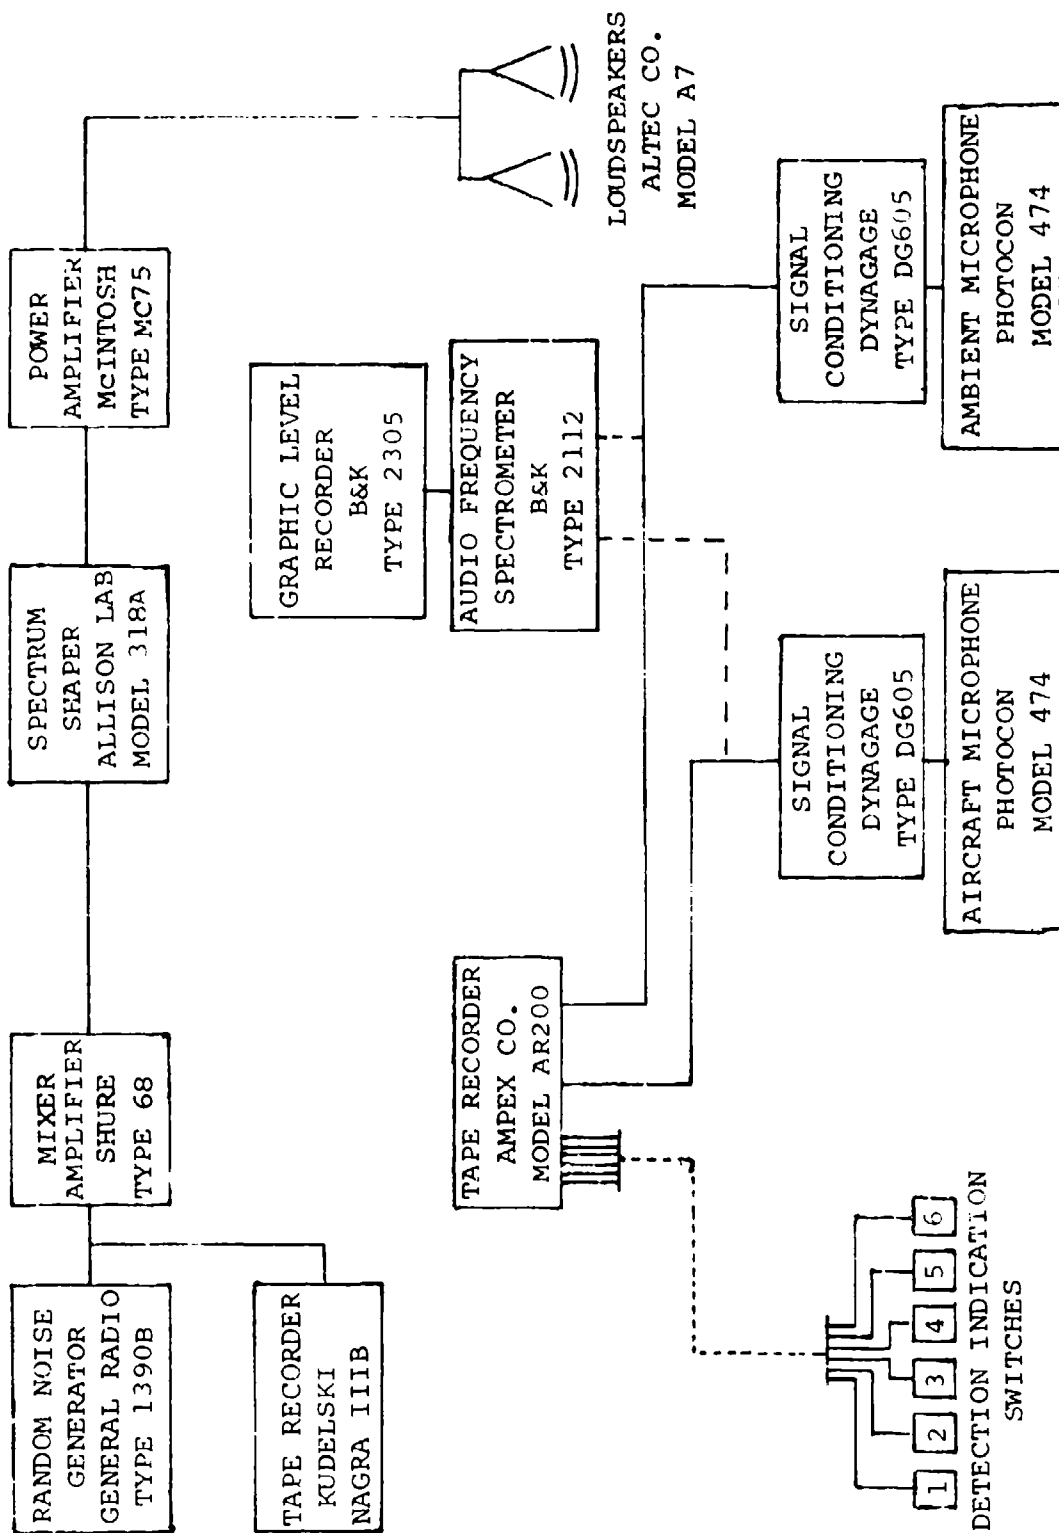 RANDOM NOISE
GENERATOR
GENERAL RADIO
TYPE 1390B
MIXER
AMPLIFIER
SHURE
TYPE 68
SPECTRUM
SHAPER
ALLISON LAB
MODEL 318A
POWER
AMPLIFIER
McINTOSH
TYPE MC75
TAPE RECORDER
KUDELSKI
NAGRA IIIB
GRAPHIC LEVEL
RECORDER
B&K
TYPE 2305
LOUDSPEAKERS
ALTEC CO.
MODEL A7
TAPE RECORDER
AMPEX CO.
MODEL AR200
AUDIO FREQUENCY
SPECTROMETER
B&K
TYPE 2112
SIGNAL
CONDITIONING
DYNAGAGE
TYPE DG605
SIGNAL
CONDITIONING
DYNAGAGE
TYPE DG605
1 2 3 4 5 6
DETECTION INDICATION
SWITCHES
AIRCRAFT MICROPHONE
PHOTOCON
MODEL 474
AMBIENT MICROPHONE
PHOTOCON
MODEL 474